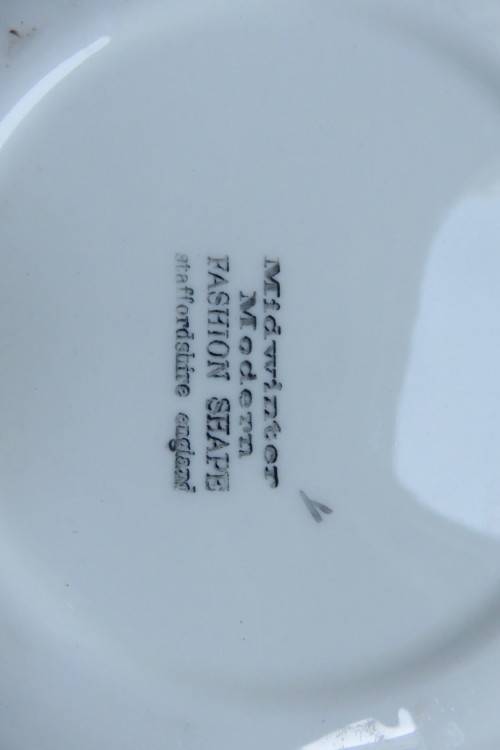 Midwinter
Modern
FASHION SHAPE
staffordshire england